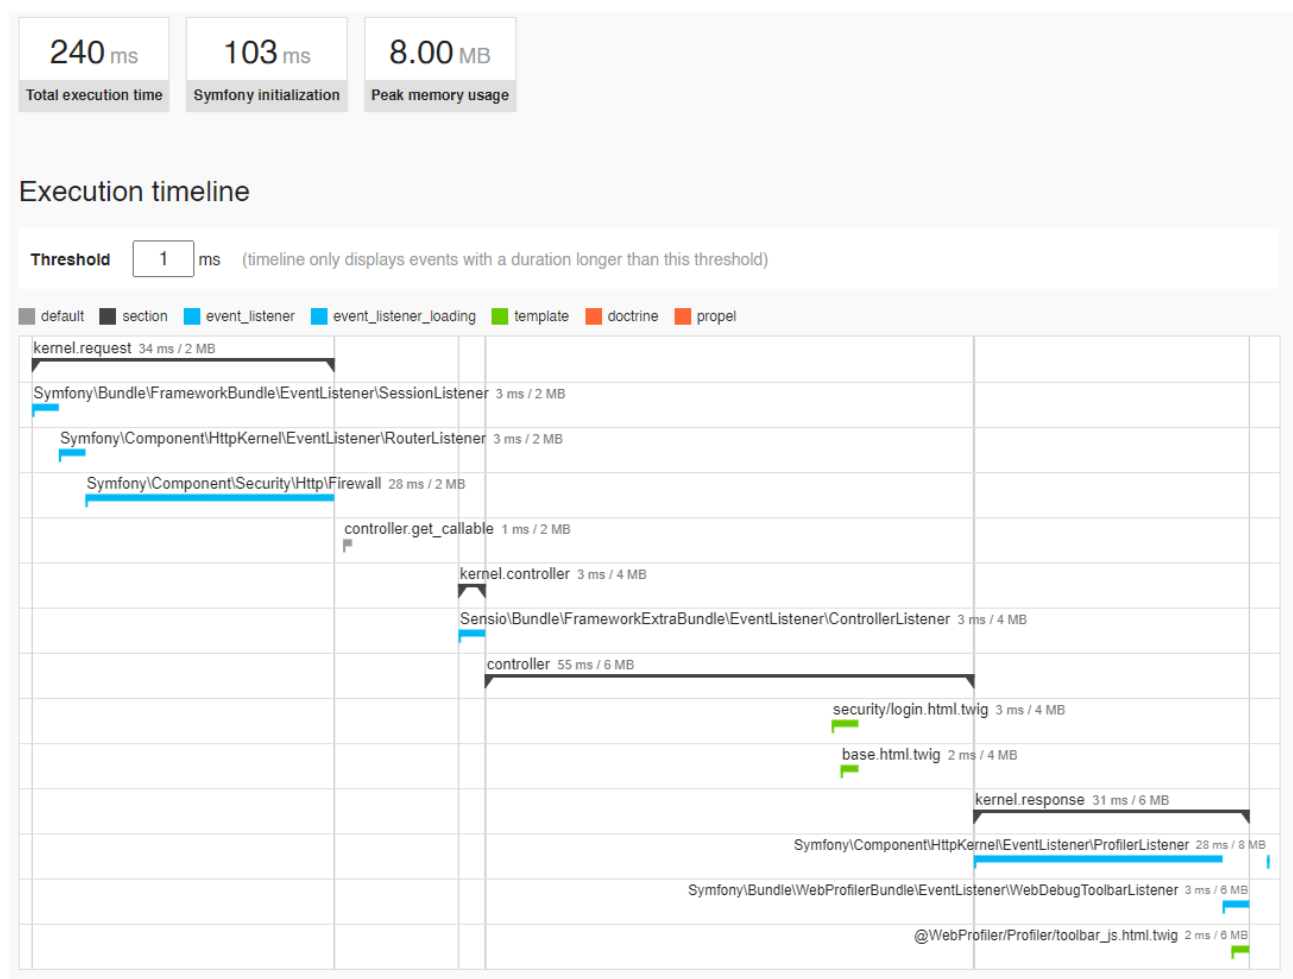 240 ms 103 ms 8.00 MB
Total execution time Symfony initialization Peak memory usage
Execution timeline
Threshold 1 ms (timeline only displays events with a duration longer than this threshold)
default section event_listener event_listener_loading template doctrine propel
kernel.request 34 ms / 2 MB
Symfony\Bundle\FrameworkBundle\EventListener\SessionListener 3 ms / 2 MB
Symfony\Component\HttpKernel\EventListener\RouterListener 3 ms / 2 MB
Symfony\Component\Security\Http\Firewall 28 ms / 2 MB
controller.get_callable 1 ms / 2 MB
kernel.controller 3 ms / 4 MB
Sensio\Bundle\FrameworkExtraBundle\EventListener\ControllerListener 3 ms / 4 MB
controller 55 ms / 6 MB
security/login.html.twig 3 ms / 4 MB
base.html.twig 2 ms / 4 MB
kernel.response 31 ms / 6 MB
Symfony\Component\HttpKernel\EventListener\ProfilerListener 28 ms / 8 MB
Symfony\Bundle\WebProfilerBundle\EventListener\WebDebugToolbarListener 3 ms / 6 MB
@WebProfiler/Profiler/toolbar_js.html.twig 2 ms / 6 MB